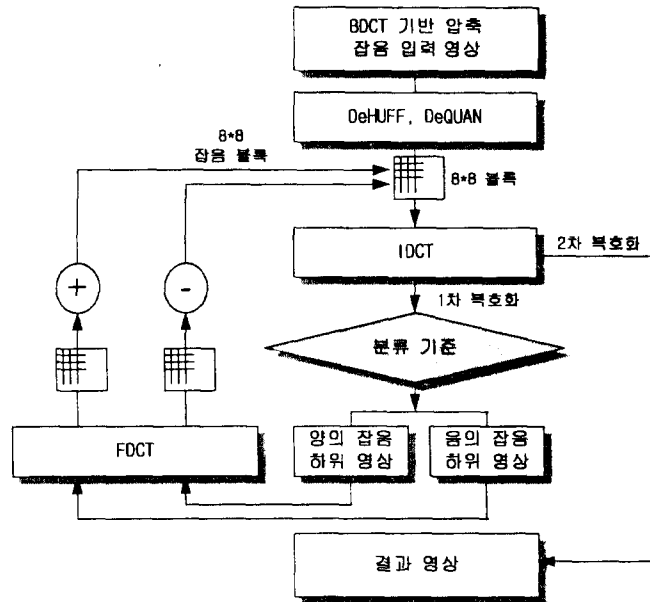 BDCT 기반 압축
잡음 입력 영상
DeHUFF, DeQUAN
8*8
잡음 블록
8*8 블록
IDCT
2차 복호화
1차 복호화
+
-
분류 기준
FDCT
양의 잡음
하위 영상
음의 잡음
하위 영상
결과 영상